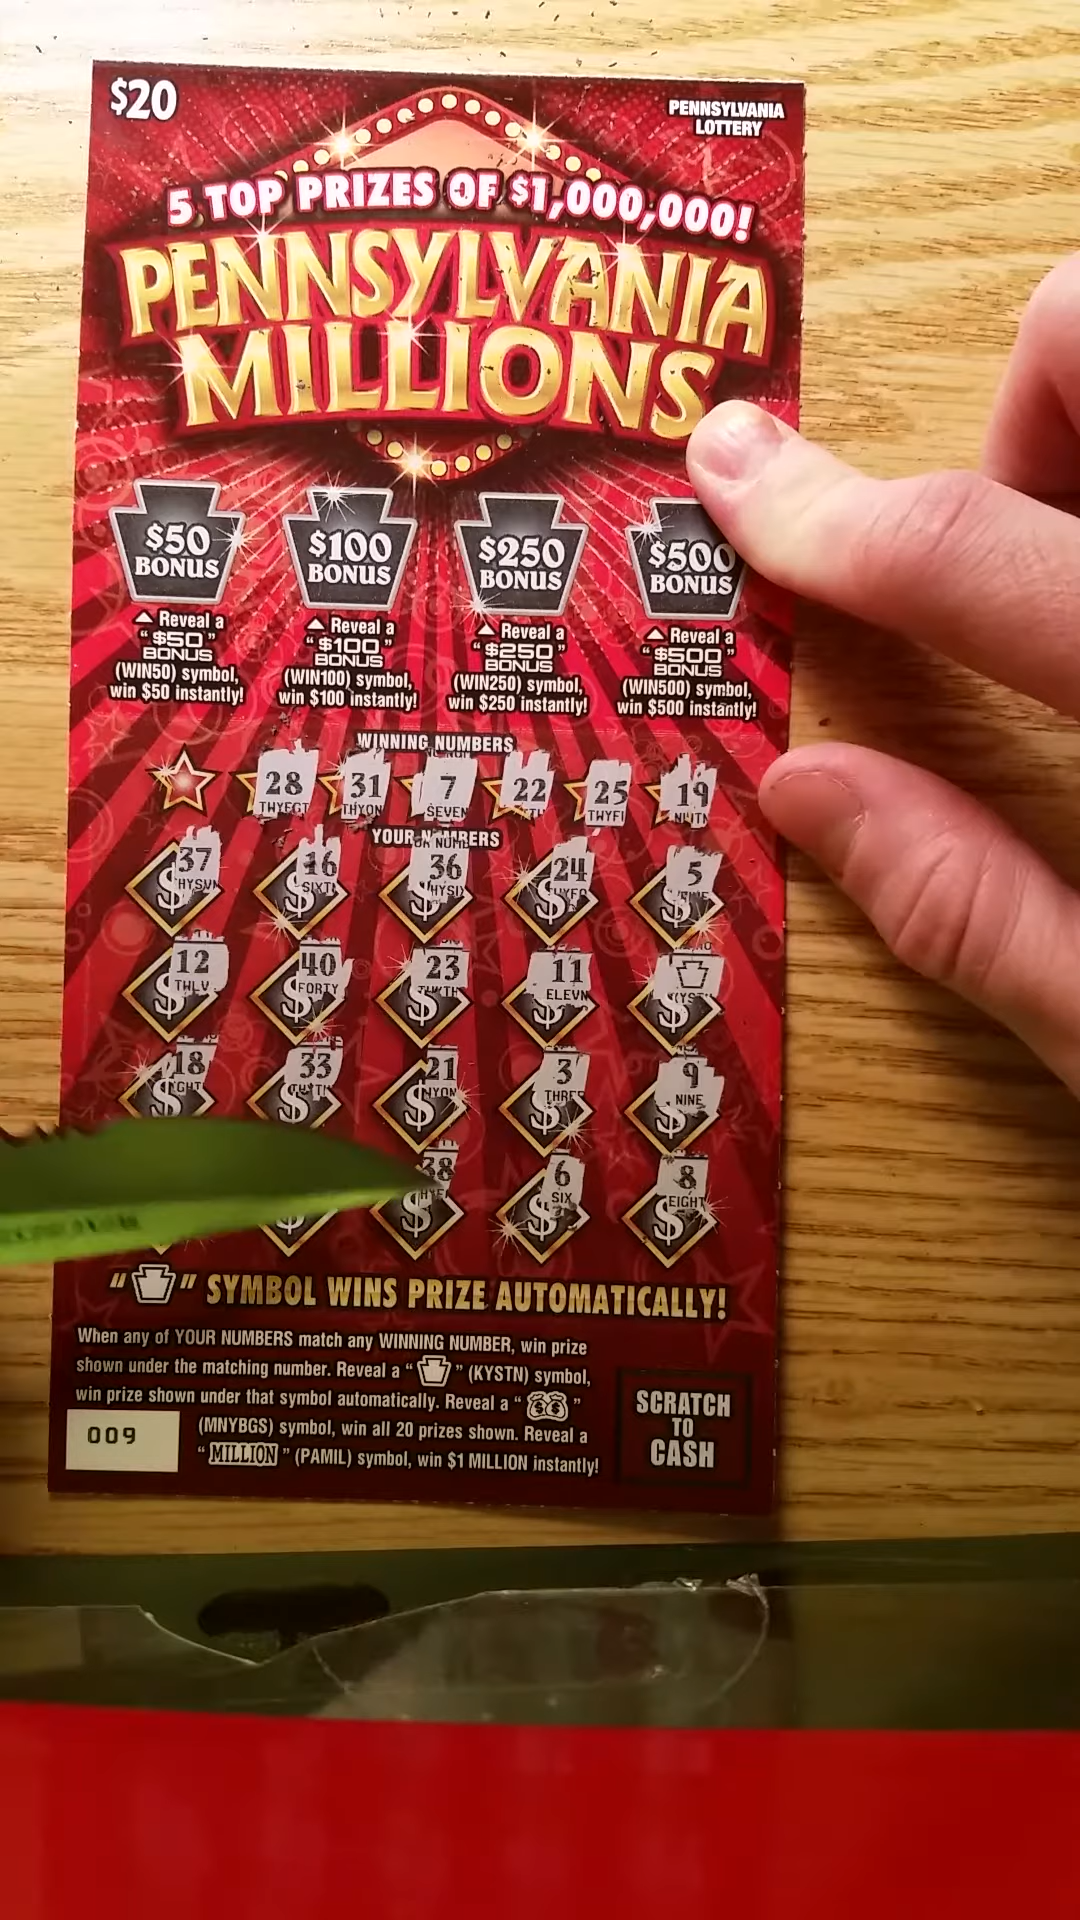 $20
PENNSYLVANIA
LOTTERY
5 TOP PRIZES OF $1,000,000!
PENNSYLVANIA
MILLIONS
$50 BONUS
$100 BONUS
$250 BONUS
$500 BONUS
Reveal a "$50" BONUS (WIN50) symbol, win $50 instantly!
Reveal a "$100" BONUS (WIN100) symbol, win $100 instantly!
Reveal a "$250" BONUS (WIN250) symbol, win $250 instantly!
Reveal a "$500" BONUS (WIN500) symbol, win $500 instantly!
WINNING NUMBERS
28 31 7 22 25 19
TWYEGT THYON SEVEN TWYFI
YOUR NUMBERS
37 16 36 24 5
SIXTN
12 40 23 11
TWLV FORTY ELEVN
18 33 21 3 9
THREE NINE
38 6 8
SIX EIGHT
" " SYMBOL WINS PRIZE AUTOMATICALLY!
When any of YOUR NUMBERS match any WINNING NUMBER, win prize
shown under the matching number. Reveal a " " (KYSTN) symbol,
win prize shown under that symbol automatically. Reveal a " "
(MNYBGS) symbol, win all 20 prizes shown. Reveal a
"MILLION" (PAMIL) symbol, win $1 MILLION instantly!
009
SCRATCH
TO
CASH